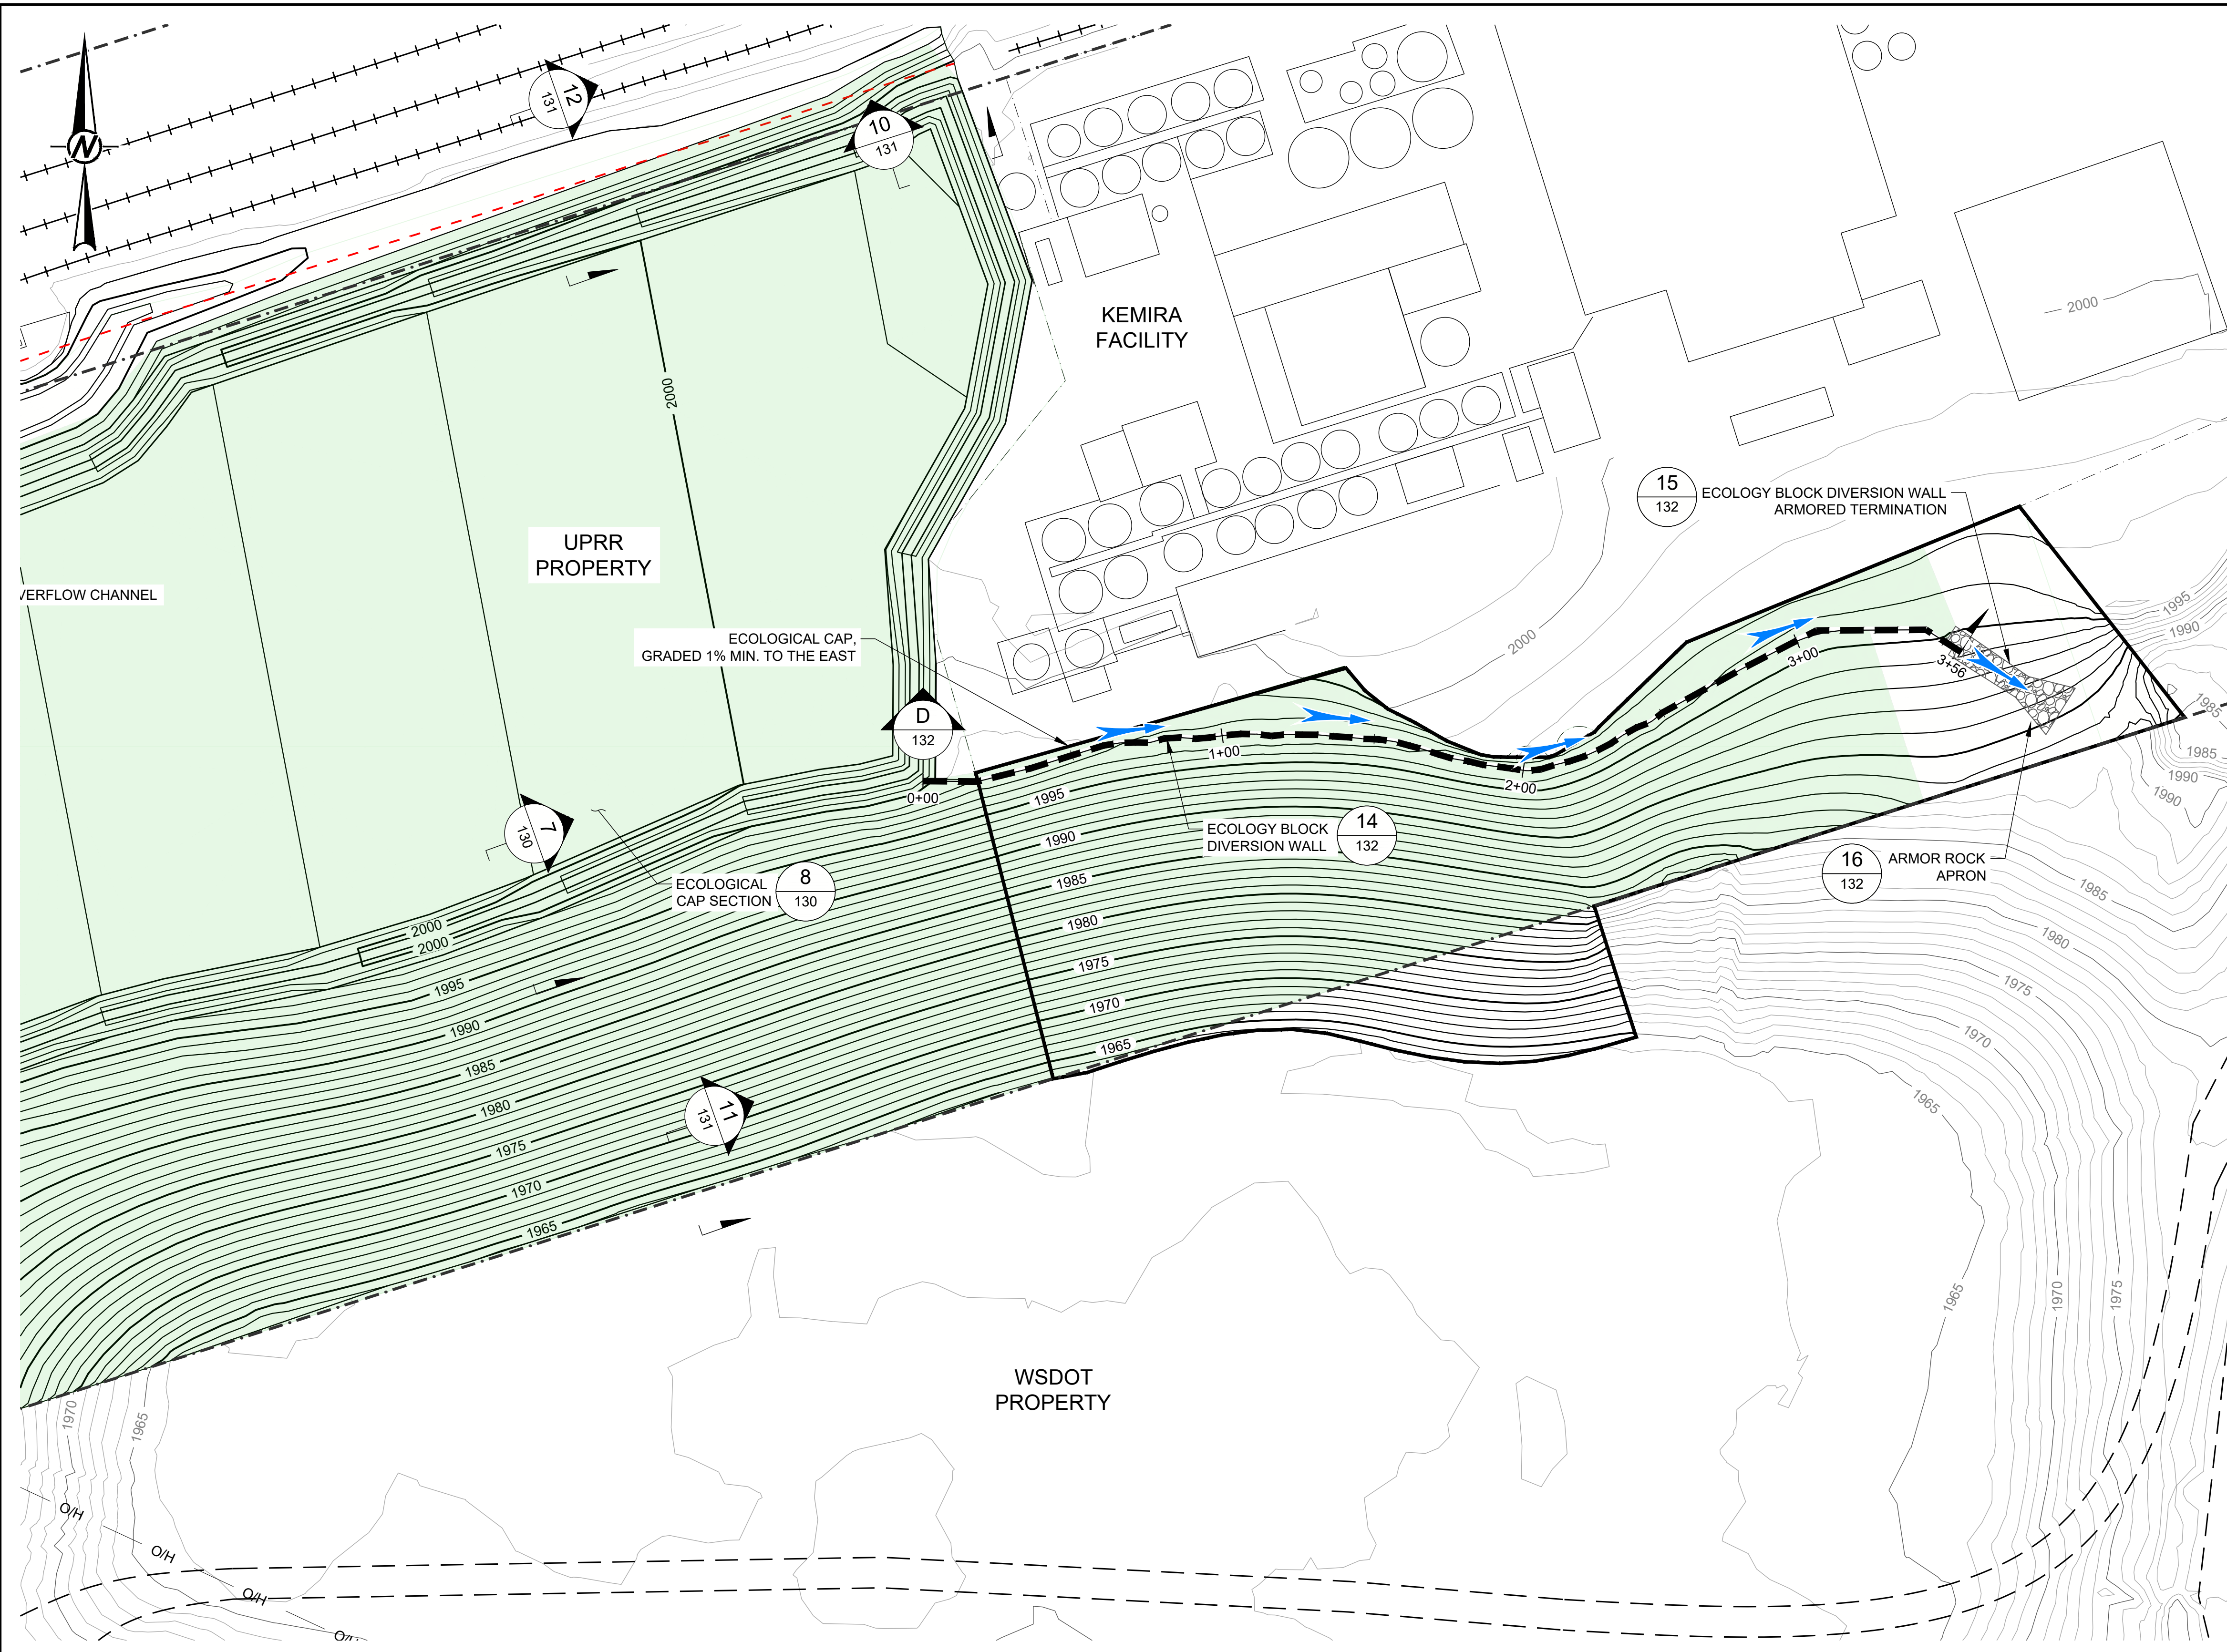 N
12
131
10
131
KEMIRA
FACILITY
2000
2000
15
132
ECOLOGY BLOCK DIVERSION WALL
ARMORED TERMINATION
UPRR
PROPERTY
VERFLOW CHANNEL
1995
1990
2000
ECOLOGICAL CAP,
GRADED 1% MIN. TO THE EAST
3+00
3+56
D
132
1985
1985
1990
1990
1+00
2+00
0+00
1995
1990
7
130
ECOLOGY BLOCK
DIVERSION WALL
14
132
16
132
ARMOR ROCK
APRON
ECOLOGICAL
CAP SECTION
8
130
1985
1980
1975
1970
1965
2000
2000
1995
1990
1985
1980
1975
1970
1965
1985
1980
1975
1970
1965
11
131
1965
1970
1975
WSDOT
PROPERTY
1970
1965
O/H
O/H
O/H
O/H